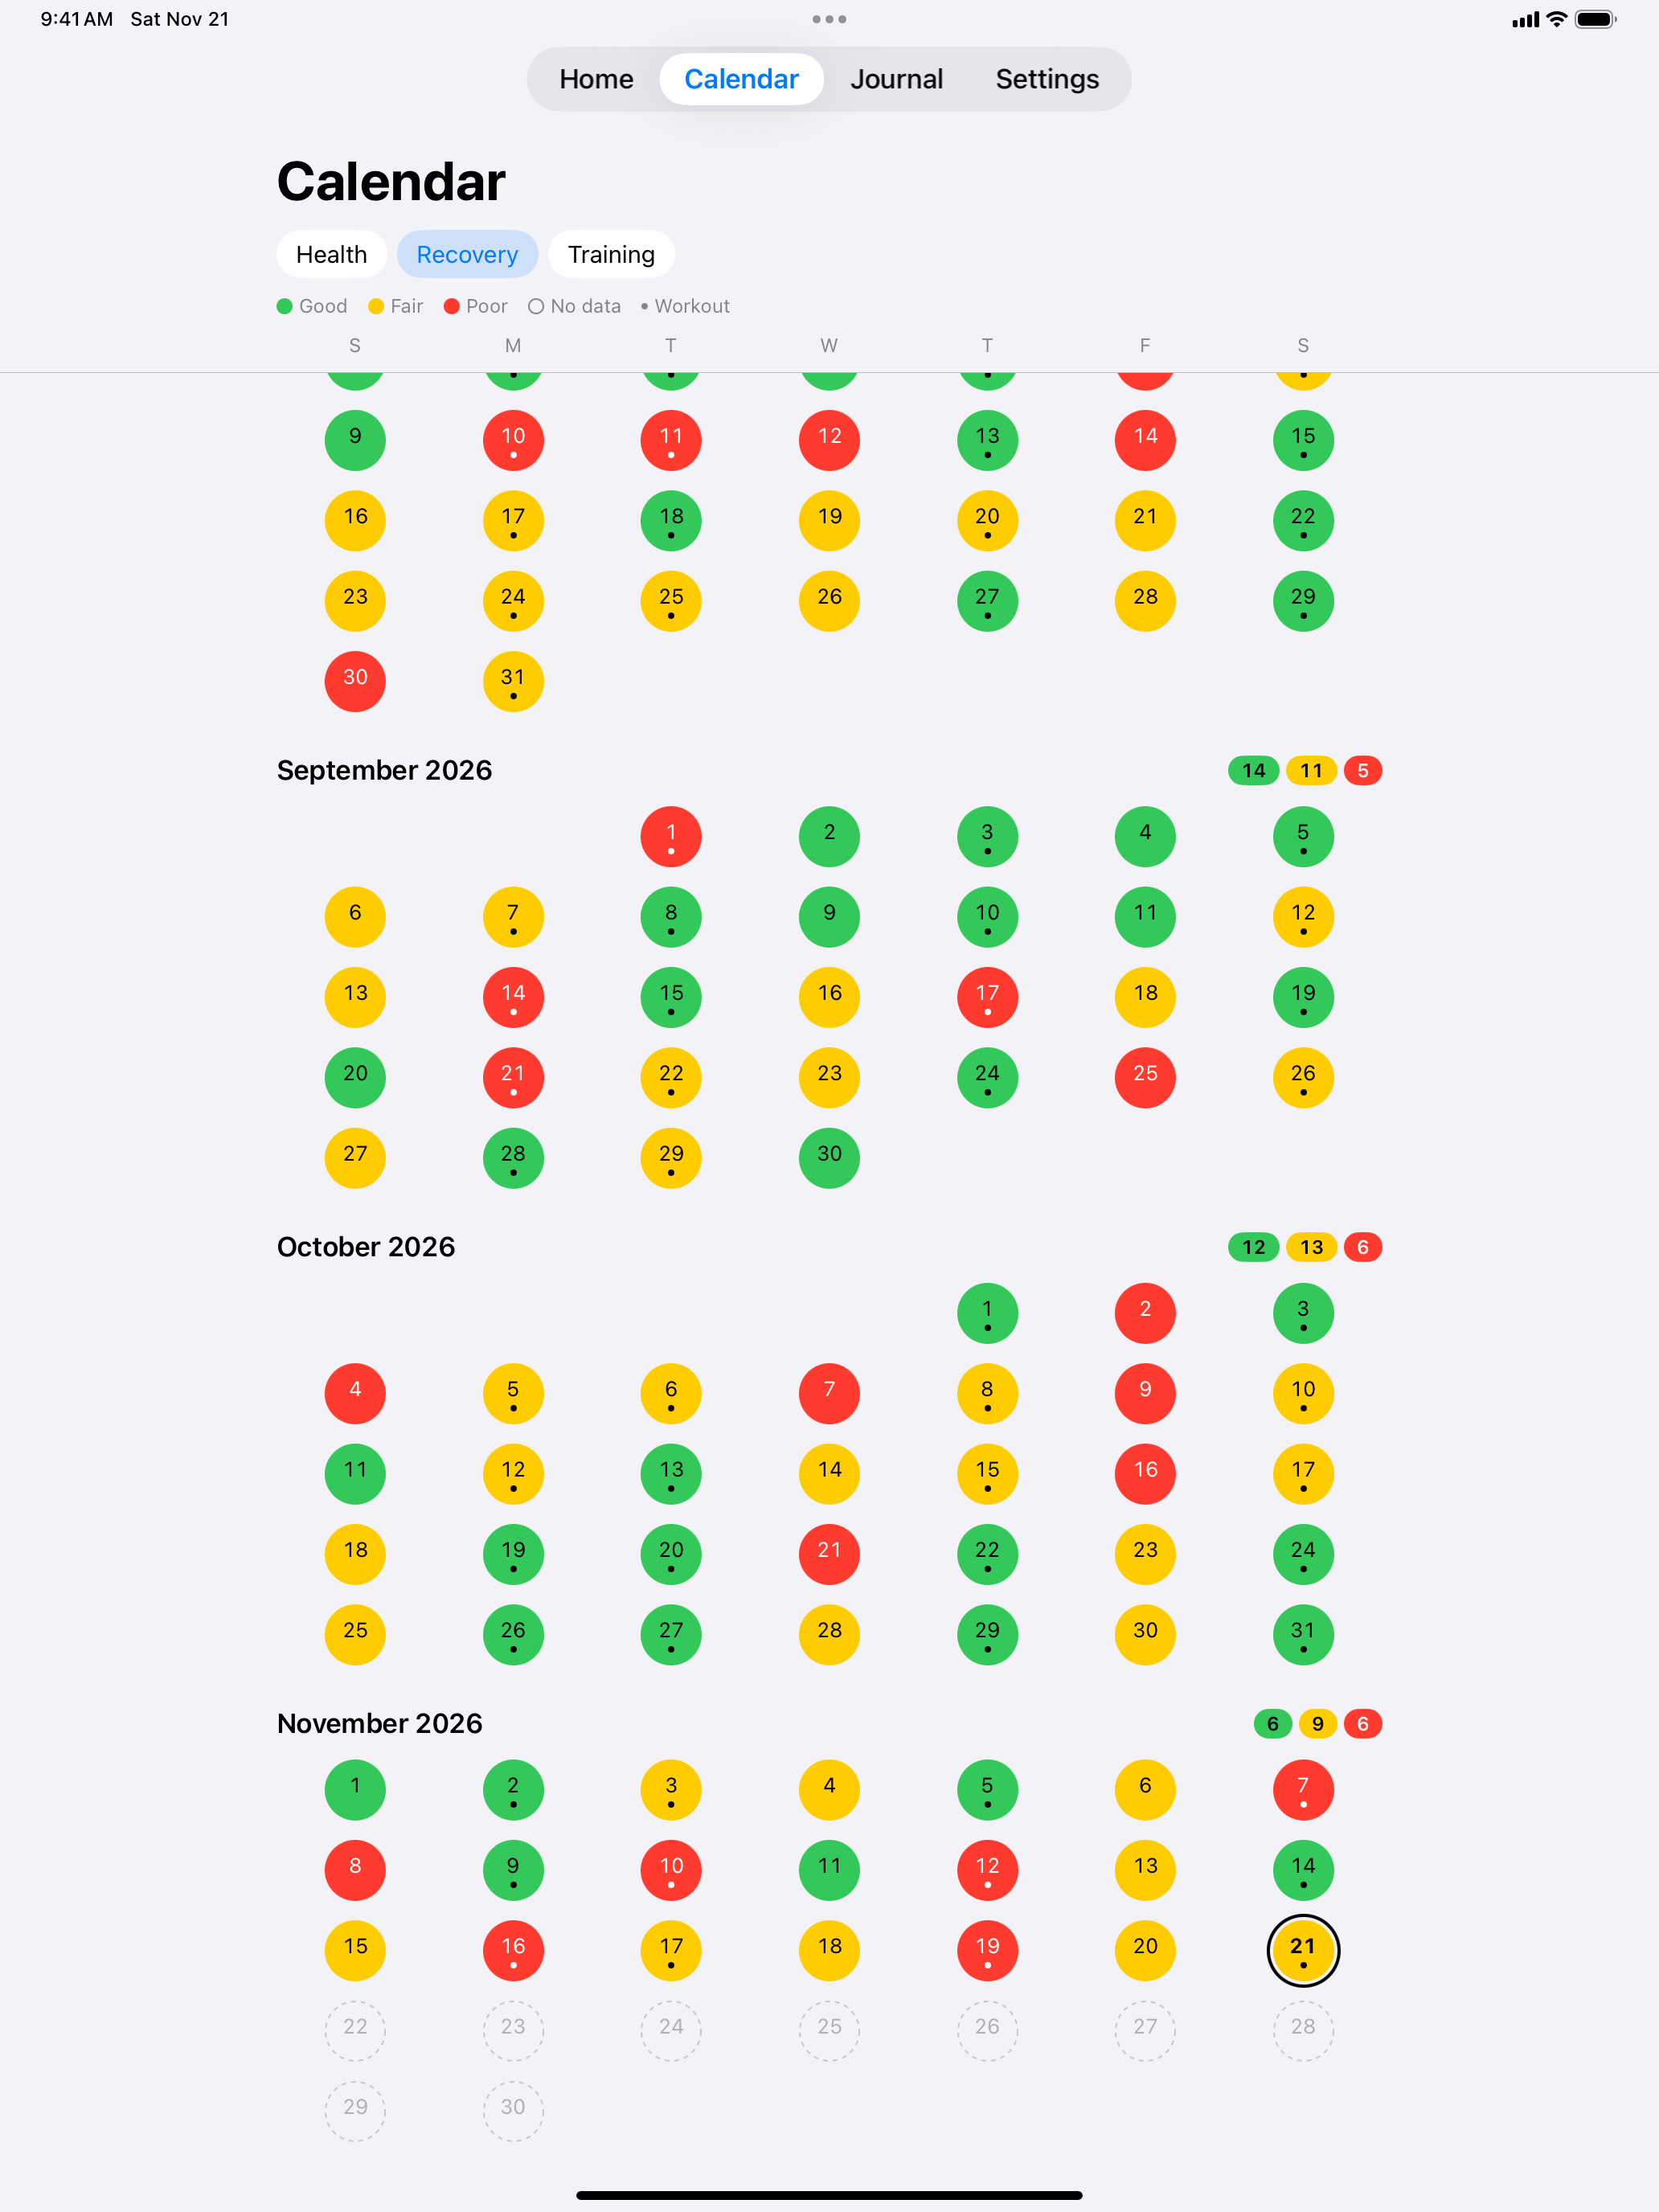 9:41 AM Sat Nov 21
Home Calendar Journal Settings
Calendar
Health Recovery Training
Good Fair Poor No data Workout
S M T W T F S
9 10 11 12 13 14 15
16 17 18 19 20 21 22
23 24 25 26 27 28 29
30 31
September 2026 14 11 5
1 2 3 4 5
6 7 8 9 10 11 12
13 14 15 16 17 18 19
20 21 22 23 24 25 26
27 28 29 30
October 2026 12 13 6
1 2 3
4 5 6 7 8 9 10
11 12 13 14 15 16 17
18 19 20 21 22 23 24
25 26 27 28 29 30 31
November 2026 6 9 6
1 2 3 4 5 6 7
8 9 10 11 12 13 14
15 16 17 18 19 20 21
22 23 24 25 26 27 28
29 30